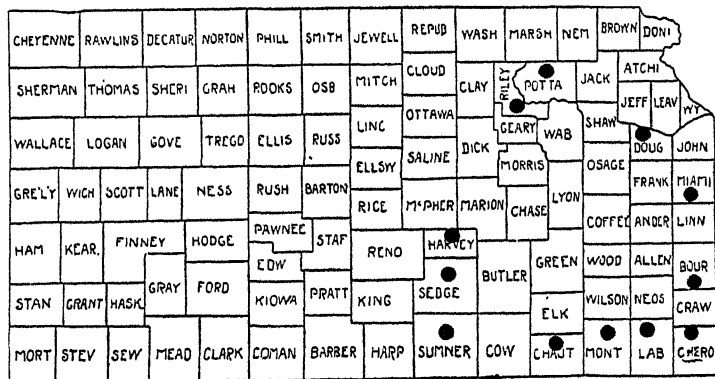 CHEYENNE RAWLINS DECATUR NORTON PHILL SMITH JEWELL REPUB WASH MARSH NEM BROWN DONI
SHERMAN THOMAS SHERI GRAH ROOKS OSB MITCH CLOUD CLAY RILEY POTTA JACK ATCHI
JEFF LEAV WY
WALLACE LOGAN GOVE TREGO ELLIS RUSS LINC OTTAWA GEARY WAB SHAW DOUG JOHN
ELLSW SALINE DICK MORRIS OSAGE
GRE'L'Y WICH SCOTT LANE NESS RUSH BARTON RICE McPHER MARION CHASE LYON FRANK MIAMI
HAM KEAR. FINNEY HODGE PAWNEE STAF RENO HARVEY COFFEE ANDER LINN
EDW BUTLER GREEN WOOD ALLEN BOUR
STAN GRANT HASK GRAY FORD KIOWA PRATT KING SEDGE ELK WILSON NEOS CRAW
MORT STEV SEW MEAD CLARK COMAN BARBER HARP SUMNER COW CHAUT MONT LAB CHERO